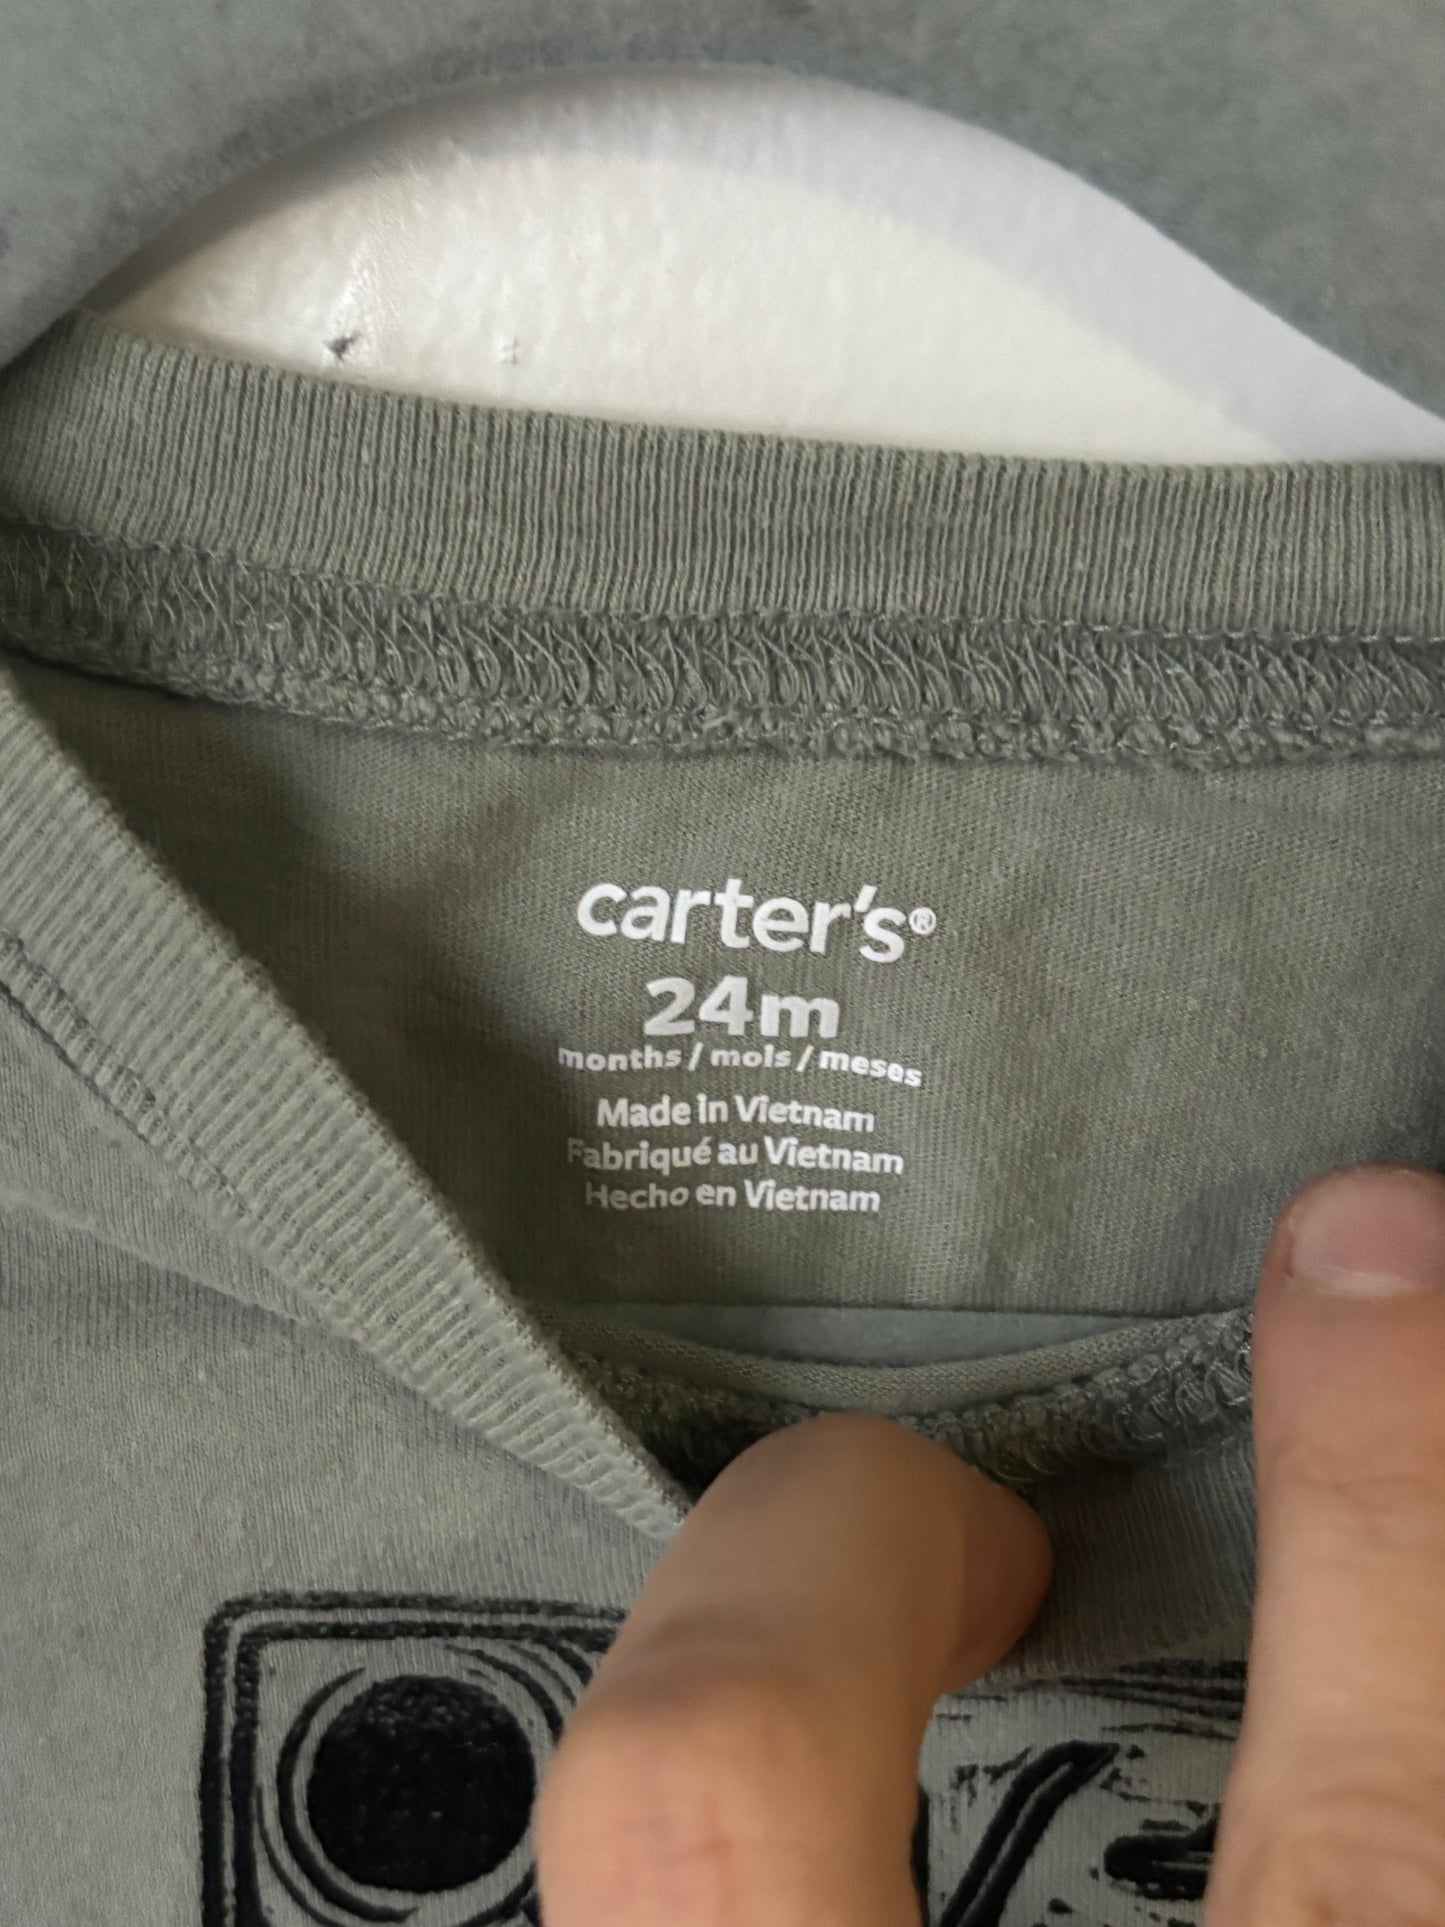 carter's®
24m
months / mois / meses
Made in Vietnam
Fabriqué au Vietnam
Hecho en Vietnam